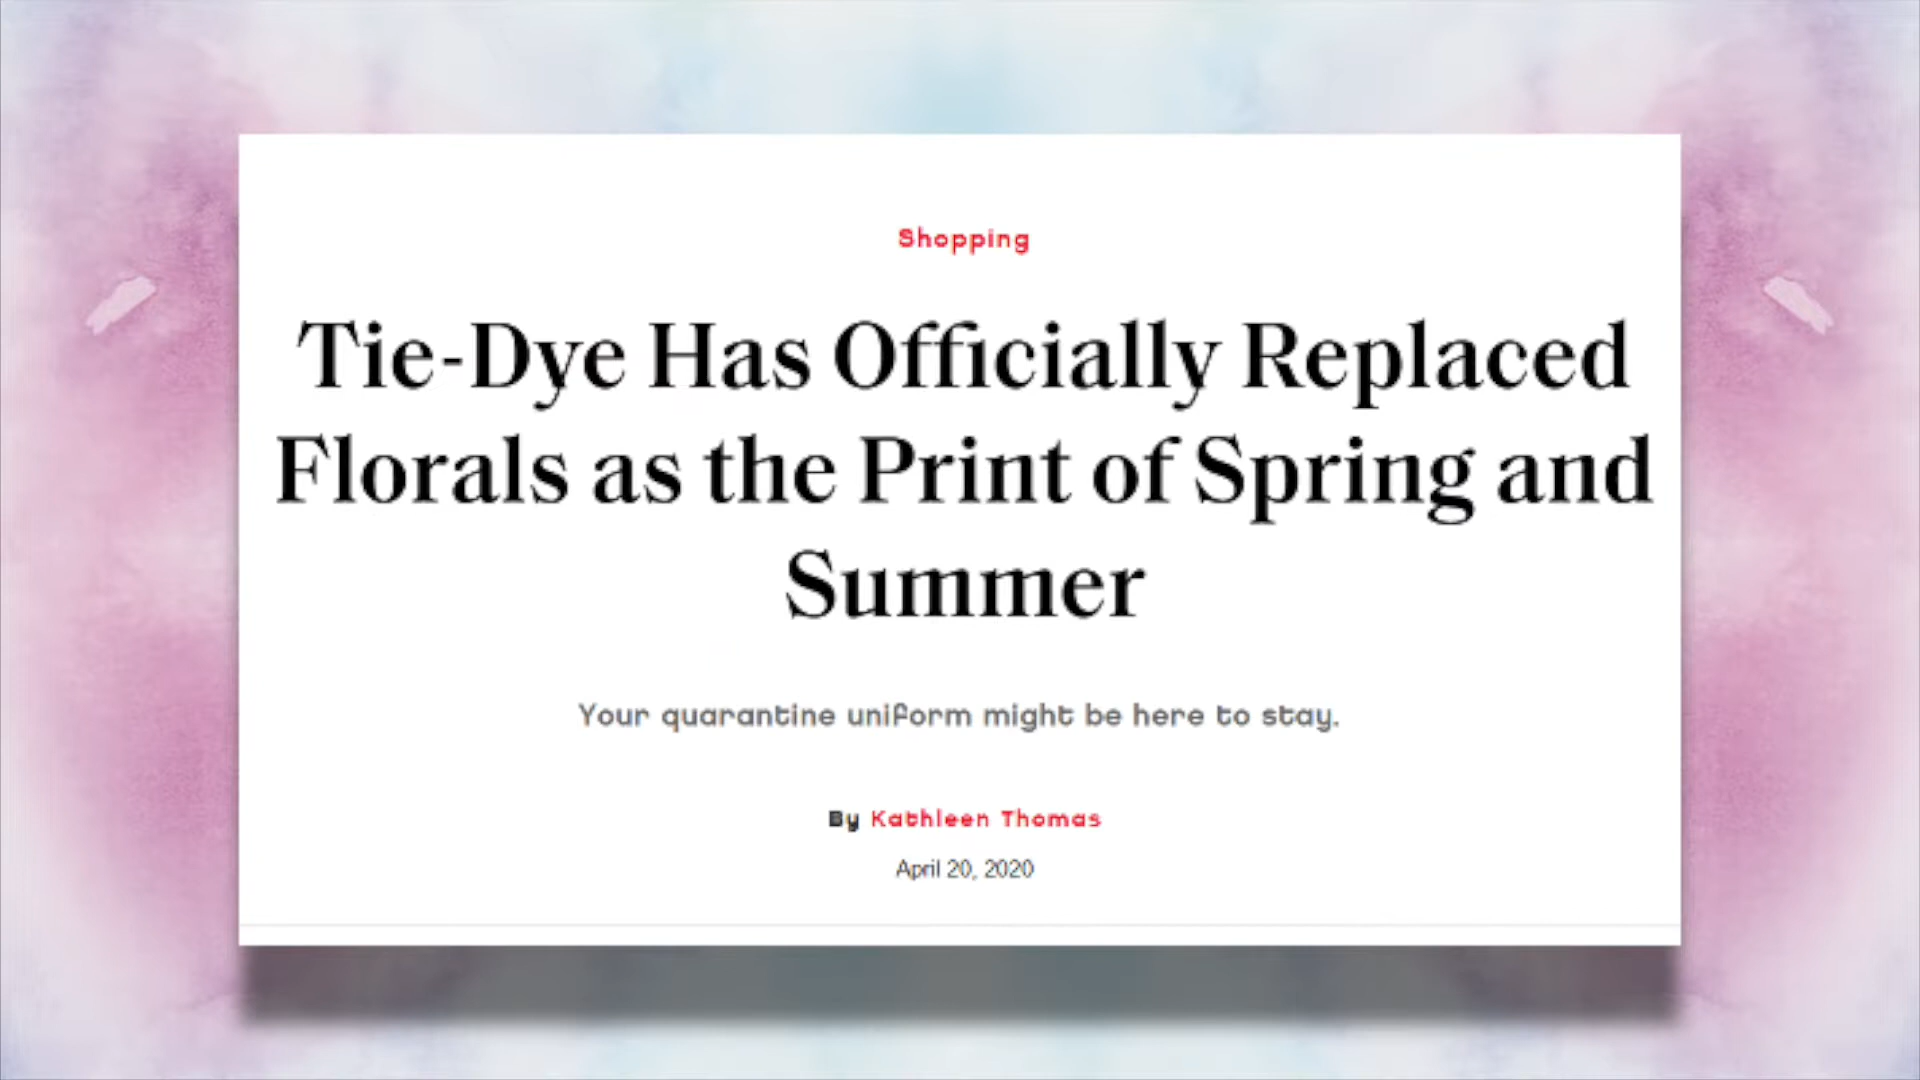 Shopping
Tie-Dye Has Officially Replaced
Florals as the Print of Spring and
Summer
Your quarantine uniform might be here to stay.
By Kathleen Thomas
April 20, 2020